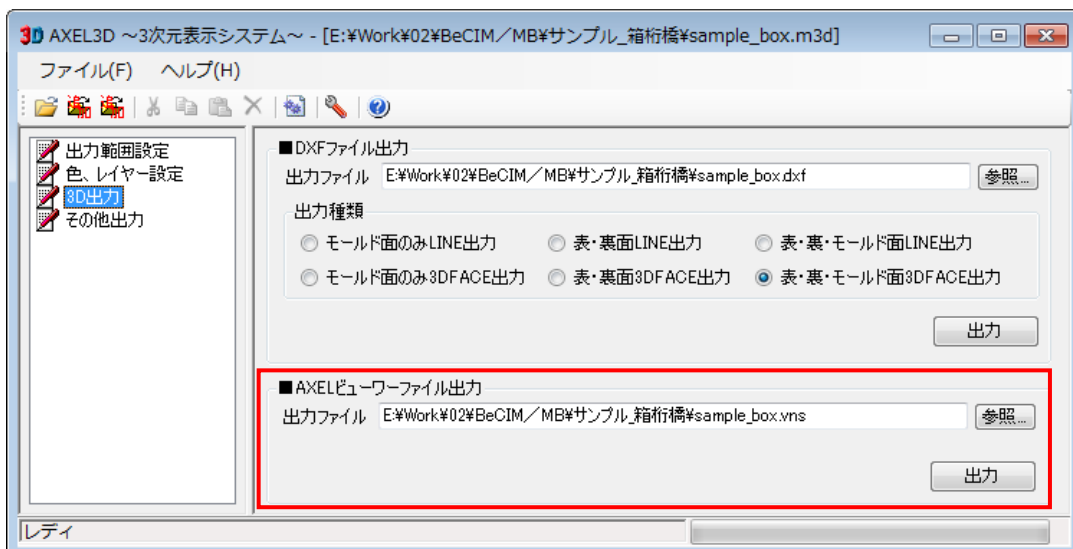 3D AXEL3D ～3次元表示システム～ - [E:¥Work¥02¥BeCIM／MB¥サンプル_箱桁橋¥sample_box.m3d]
ファイル(F) ヘルプ(H)
出力範囲設定
色、レイヤー設定
3D出力
その他出力
■DXFファイル出力
出力ファイル E:¥Work¥02¥BeCIM／MB¥サンプル_箱桁橋¥sample_box.dxf 参照...
出力種類
モールド面のみLINE出力 表・裏面LINE出力 表・裏・モールド面LINE出力
モールド面のみ3DFACE出力 表・裏面3DFACE出力 表・裏・モールド面3DFACE出力
出力
■AXELビューワーファイル出力
出力ファイル E:¥Work¥02¥BeCIM／MB¥サンプル_箱桁橋¥sample_box.vns 参照...
出力
レディ